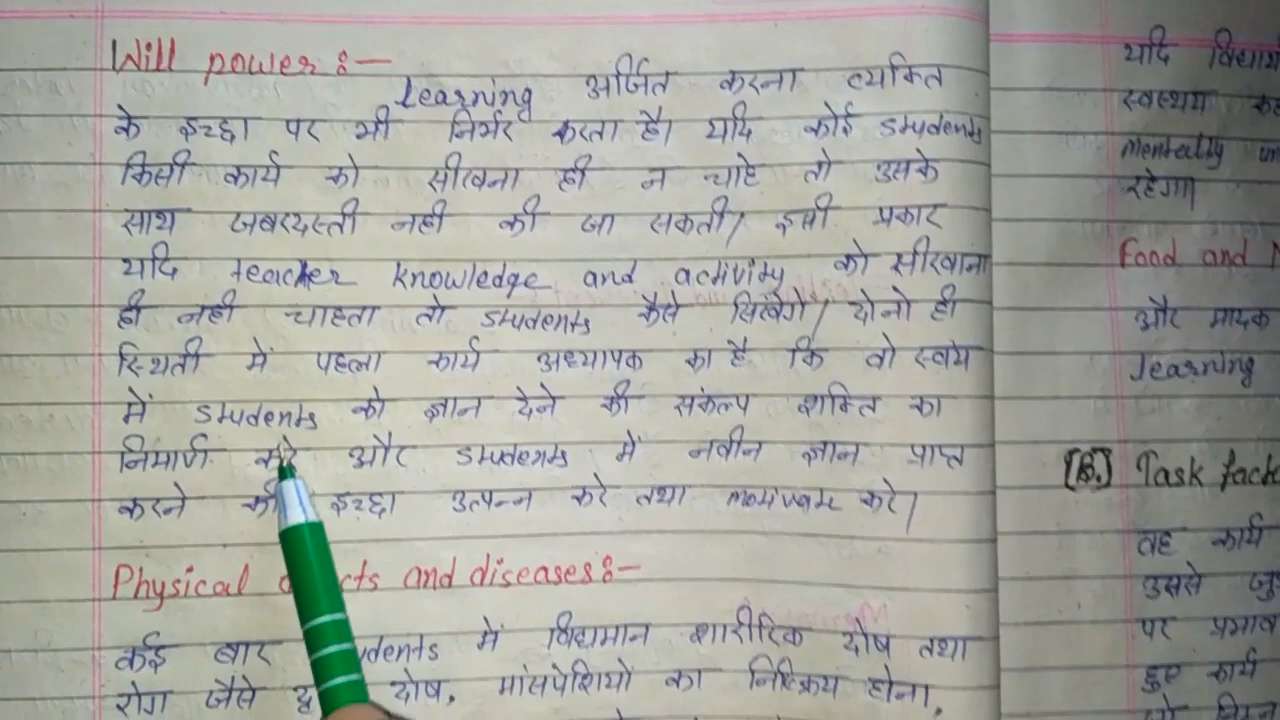 Will power :-
learning अर्जित करना व्यक्ति
के इच्छा पर भी निर्भर करता है। यदि कोई students
किसी कार्य को सीखना ही न चाहे तो उसके
साथ जबरदस्ती नही की जा सकती। इसी प्रकार
यदि teacher knowledge and activity को सीखाना
ही नही चाहता तो students कैसे सिखेगे। दोनो ही
स्थिती में पहला कार्य अध्यापक का है कि वो स्वंय
में students को ज्ञान देने की संकल्प शक्ति का
निमार्ण करे और students में नवीन ज्ञान प्राप्त
करने की इच्छा उत्पन्न करे तथा motivate करे।
Physical and diseases :-
कई बार में विद्यमान शारीरिक दोष तथा
रोग जैसे दोष, मांसपेशियों का निष्क्रिय होना,
यदि
स्वस्थय
mentally
रहेगा।
Food and
और मादक
learning
(B.) Task
वह कार्य
उससे
पर प्रभाव
हुए कार्य